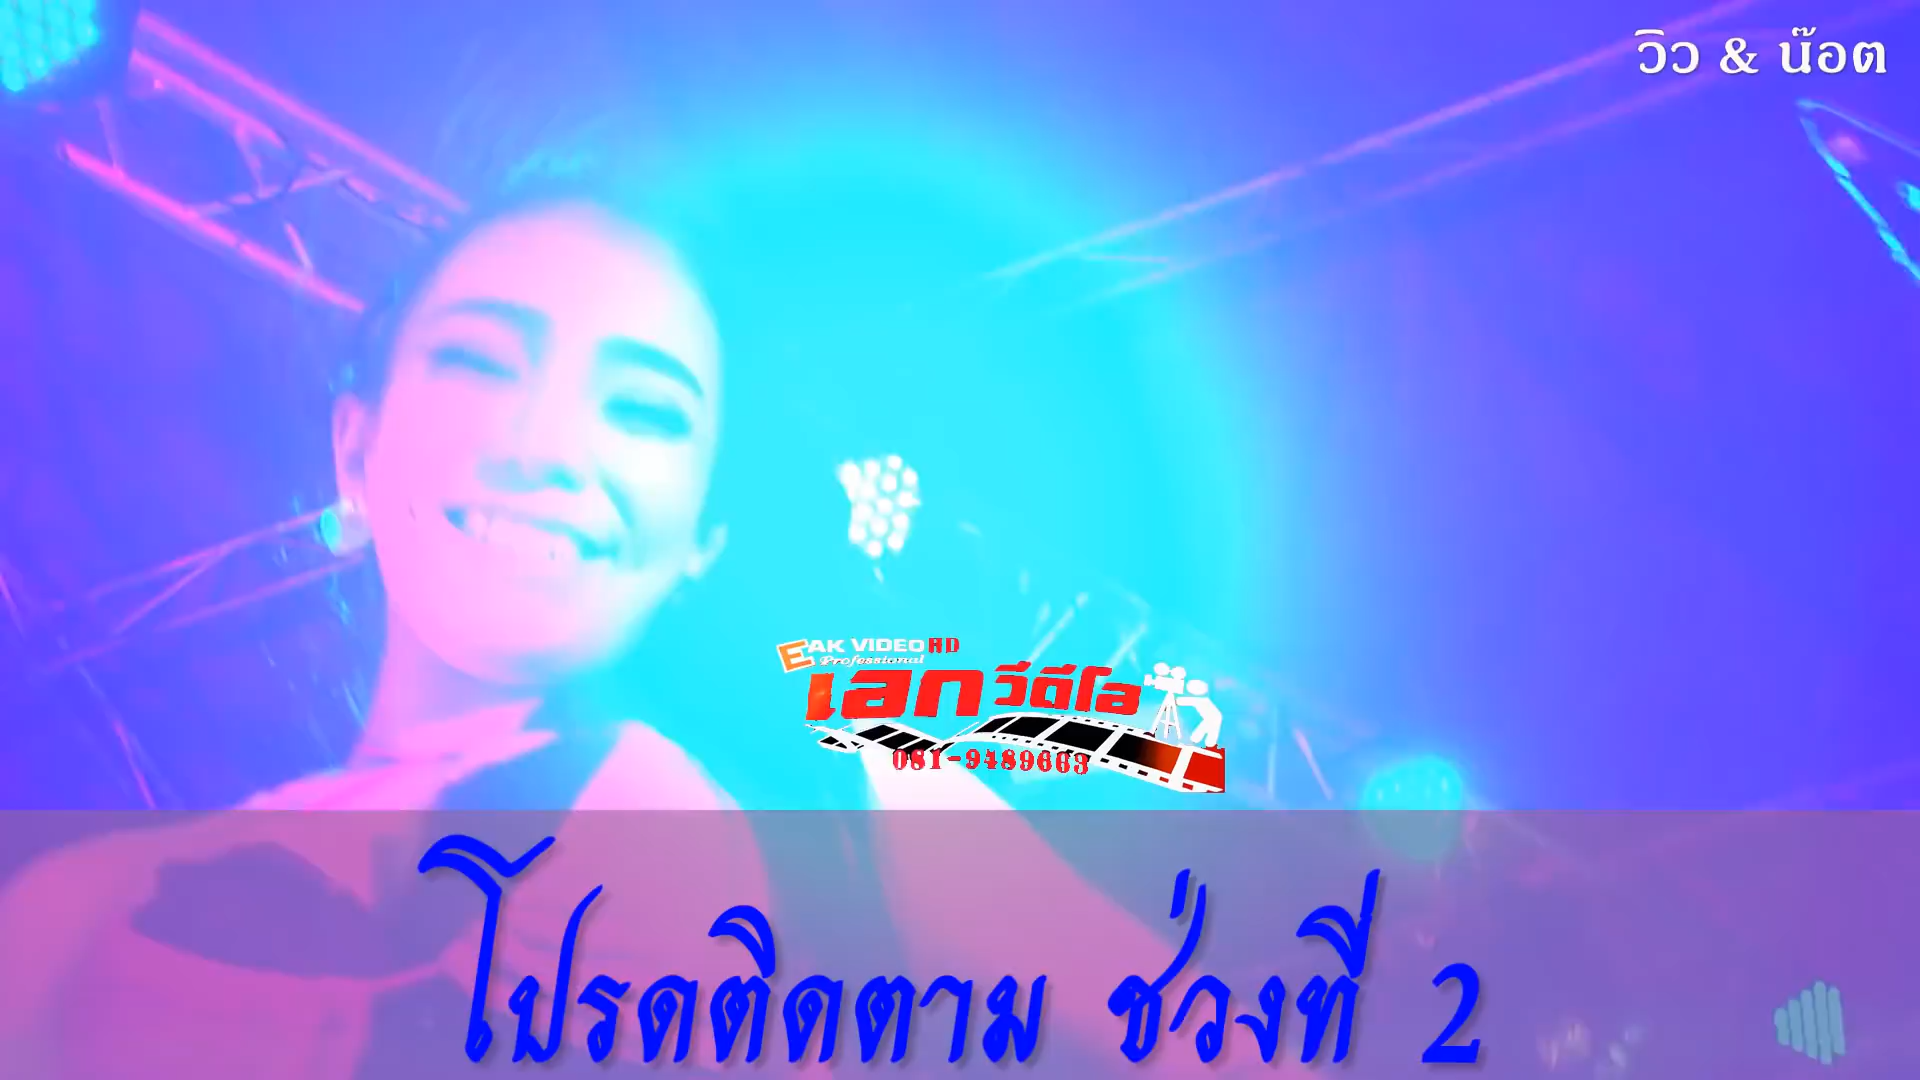 วิว & น๊อต
EAK VIDEO HD
Professional
เอกวีดีโอ
081-9489663
โปรดติดตาม ช่วงที่ 2